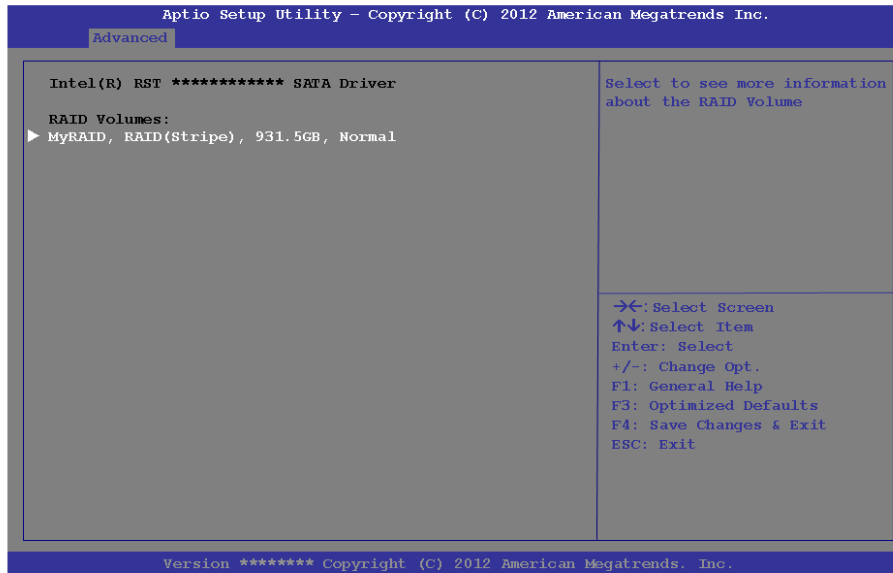 Aptio Setup Utility – Copyright (C) 2012 American Megatrends Inc.
Advanced
Intel(R) RST ************ SATA Driver
RAID Volumes:
▶ MyRAID, RAID(Stripe), 931.5GB, Normal
Select to see more information
about the RAID Volume
→←: Select Screen
↑↓: Select Item
Enter: Select
+/-: Change Opt.
F1: General Help
F3: Optimized Defaults
F4: Save Changes & Exit
ESC: Exit
Version ******** Copyright (C) 2012 American Megatrends. Inc.